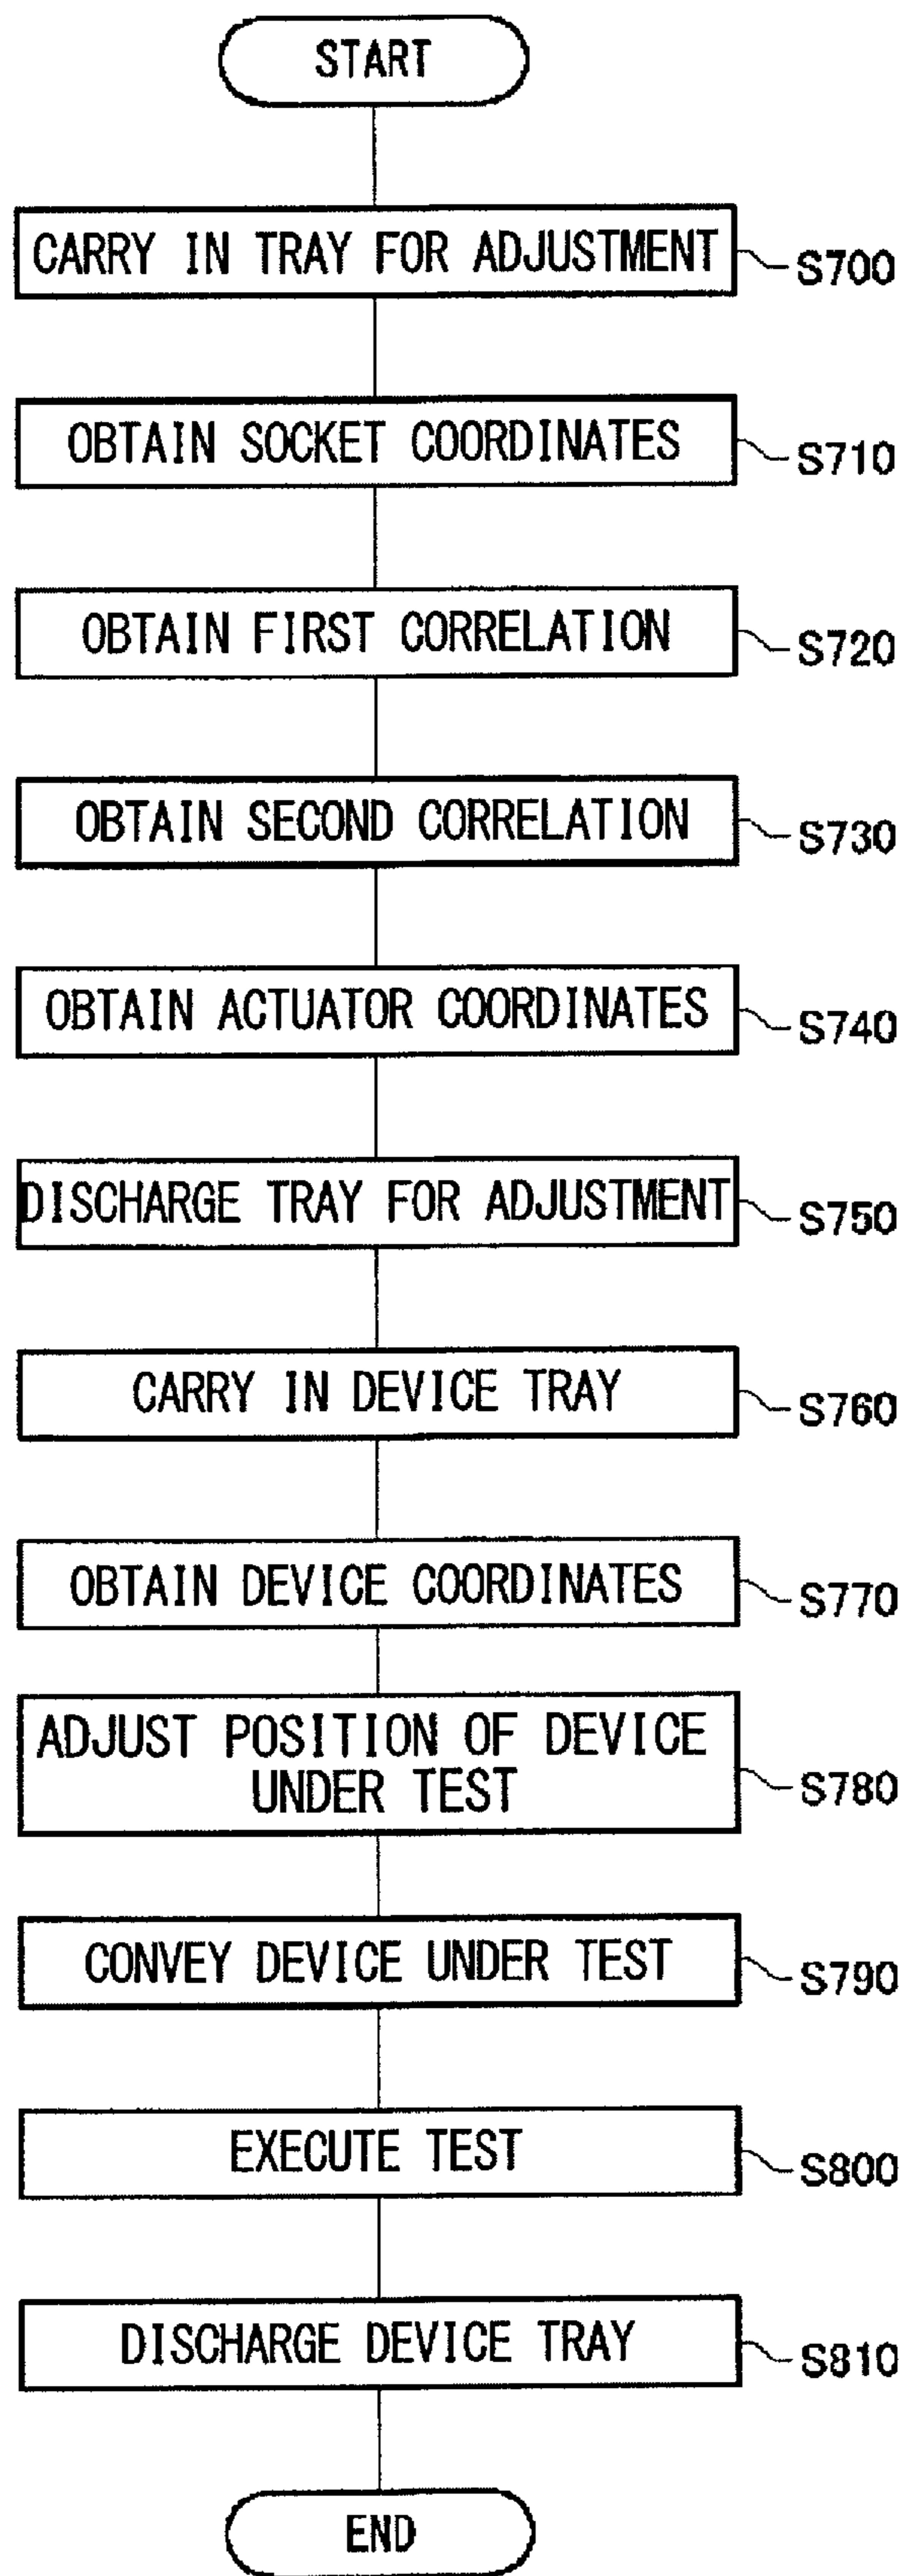 START
CARRY IN TRAY FOR ADJUSTMENT
S700
OBTAIN SOCKET COORDINATES
S710
OBTAIN FIRST CORRELATION
S720
OBTAIN SECOND CORRELATION
S730
OBTAIN ACTUATOR COORDINATES
S740
DISCHARGE TRAY FOR ADJUSTMENT
S750
CARRY IN DEVICE TRAY
S760
OBTAIN DEVICE COORDINATES
S770
ADJUST POSITION OF DEVICE
UNDER TEST
S780
CONVEY DEVICE UNDER TEST
S790
EXECUTE TEST
S800
DISCHARGE DEVICE TRAY
S810
END